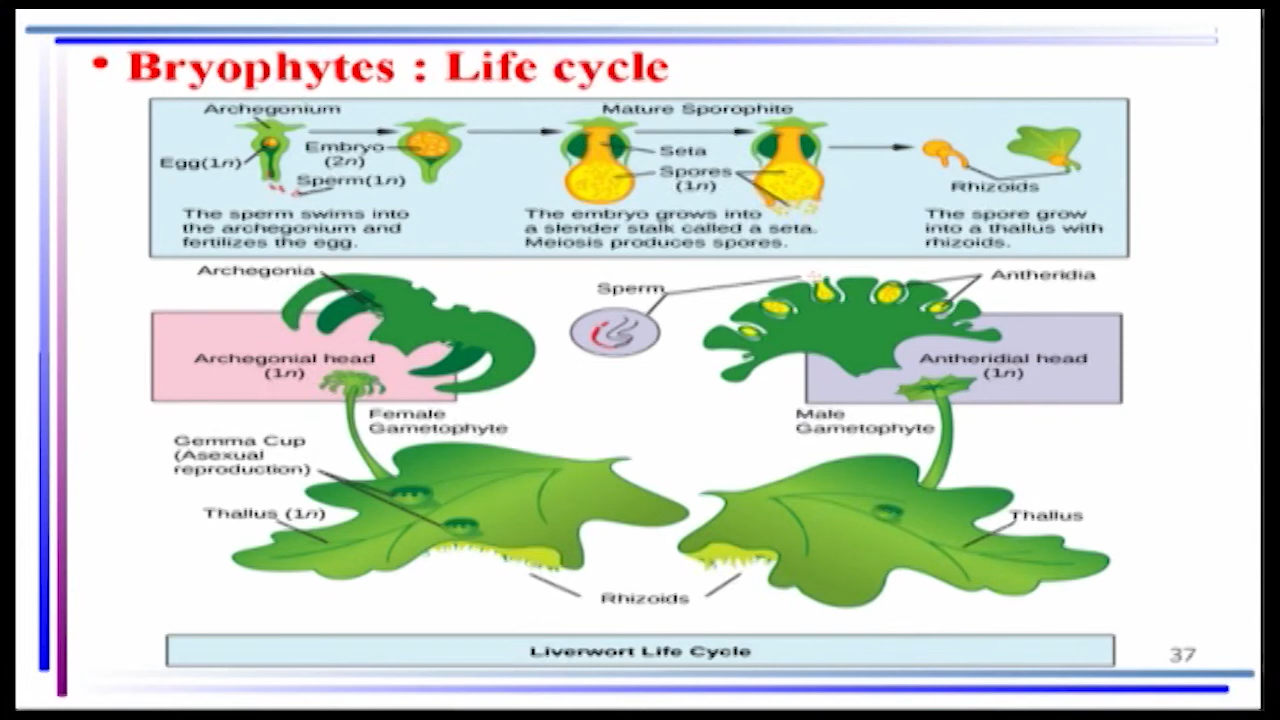 • Bryophytes : Life cycle
Archegonium
Mature Sporophite
Egg(1n)
Embryo
(2n)
Sperm(1n)
Seta
Spores
(1n)
Rhizoids
The sperm swims into
the archegonium and
fertilizes the egg.
The embryo grows into
a slender stalk called a seta.
Meiosis produces spores.
The spore grow
into a thallus with
rhizoids.
Archegonia
Sperm
Antheridia
Archegonial head
(1n)
Antheridial head
(1n)
Female
Gametophyte
Male
Gametophyte
Gemma Cup
(Asexual
reproduction)
Thallus (1n)
Thallus
Rhizoids
Liverwort Life Cycle
37